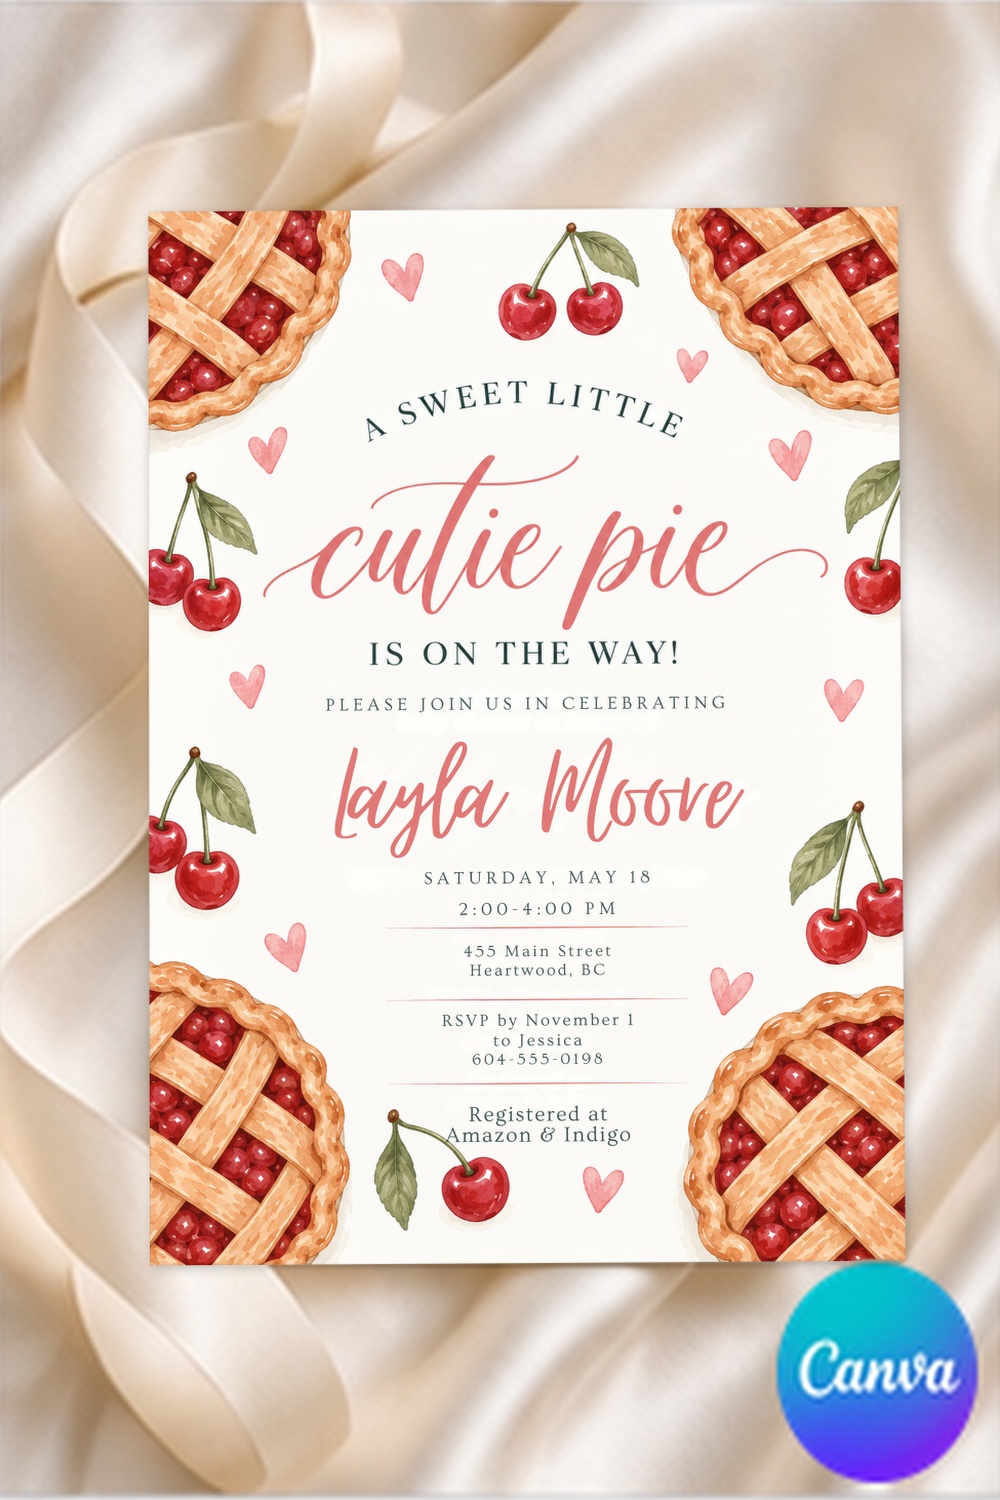 A SWEET LITTLE
cutie pie
IS ON THE WAY!
PLEASE JOIN US IN CELEBRATING
Layla Moore
SATURDAY, MAY 18
2:00-4:00 PM
455 Main Street
Heartwood, BC
RSVP by November 1
to Jessica
604-555-0198
Registered at
Amazon & Indigo
Canva